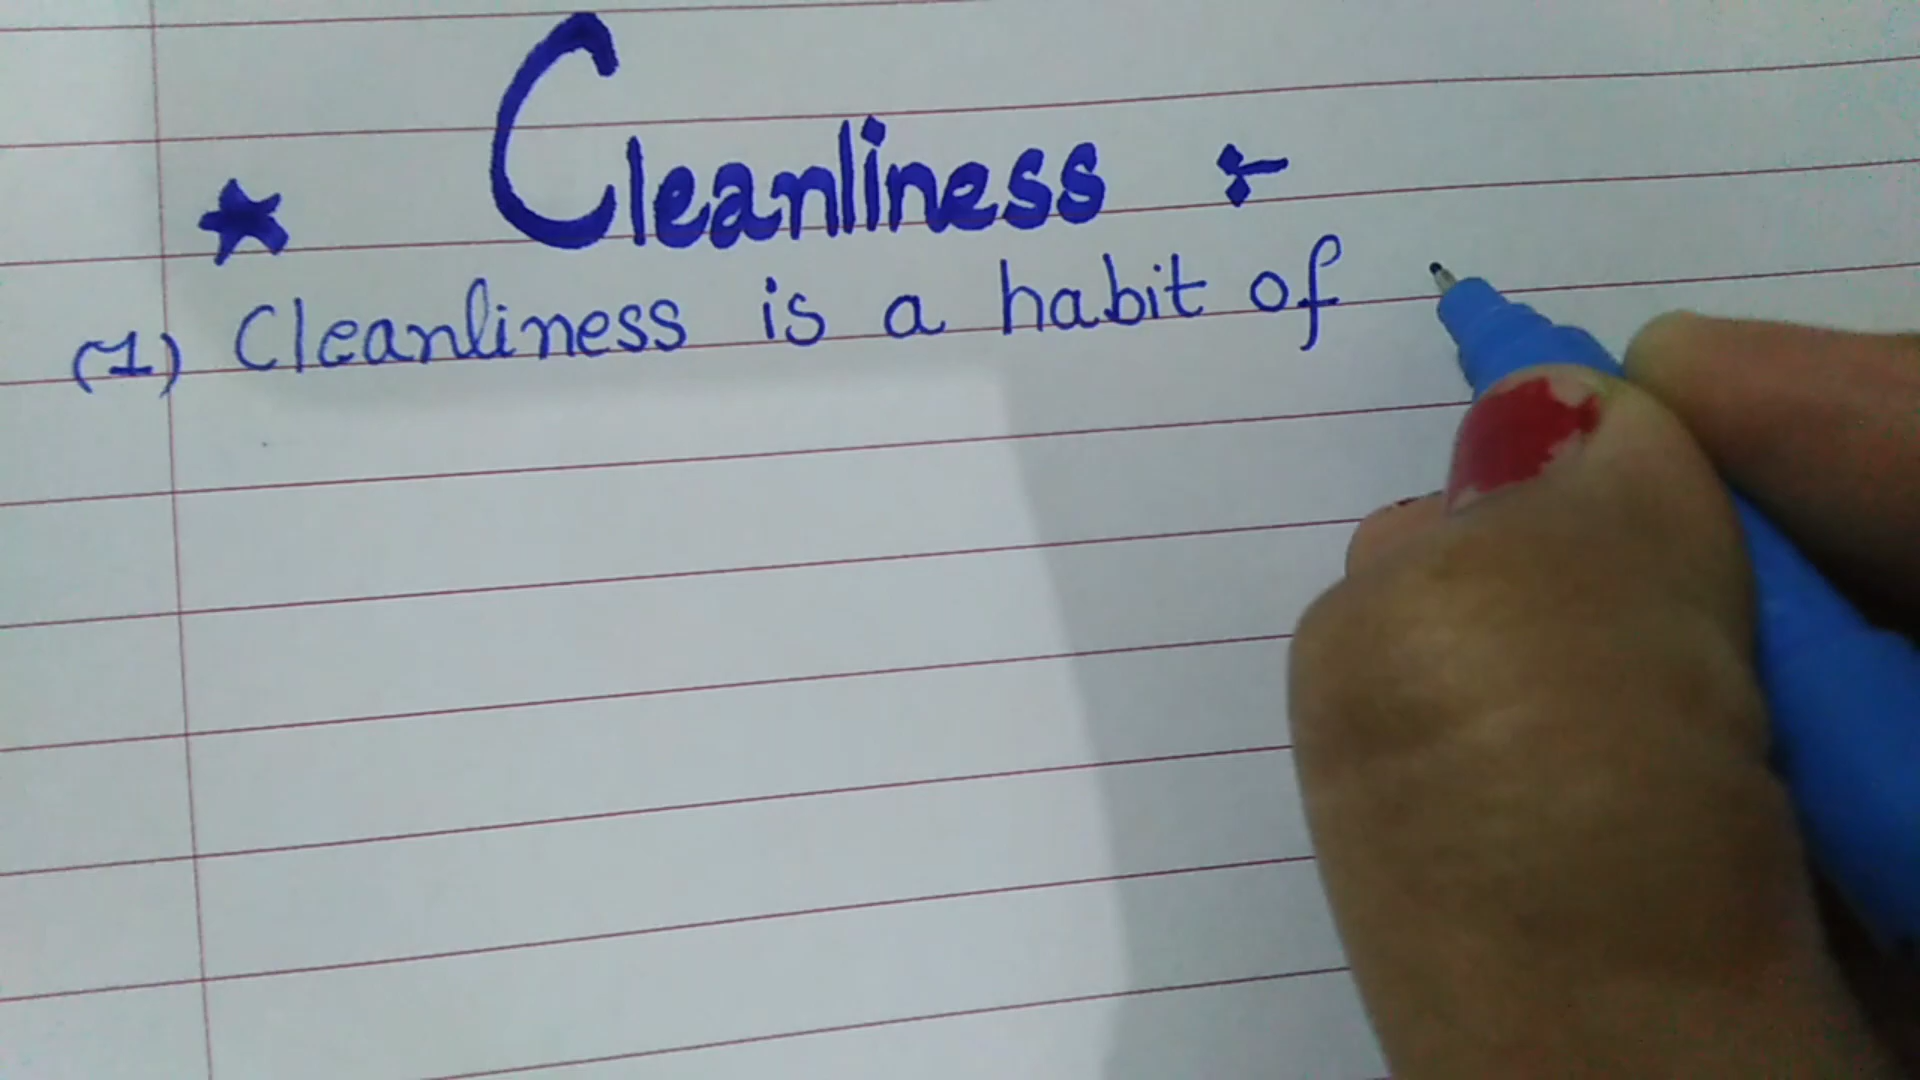 ★ Cleanliness :-
(1) Cleanliness is a habit of